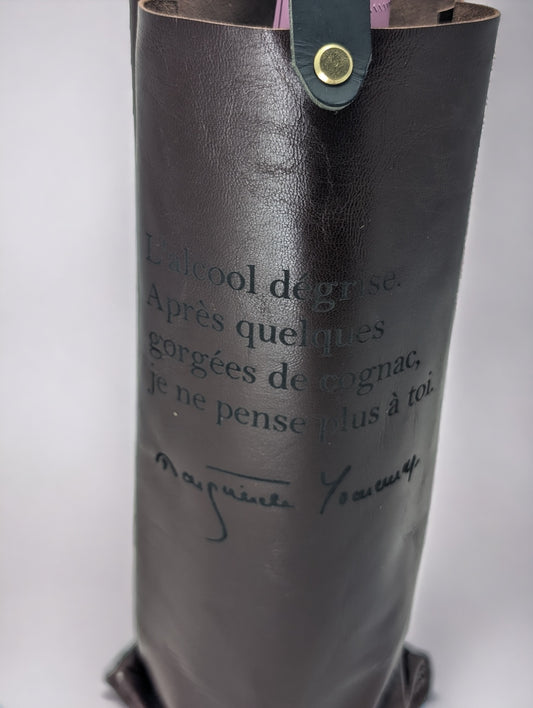 L'alcool dégrise.
Après quelques
gorgées de cognac,
je ne pense plus à toi.
Marguerite Yourcenar